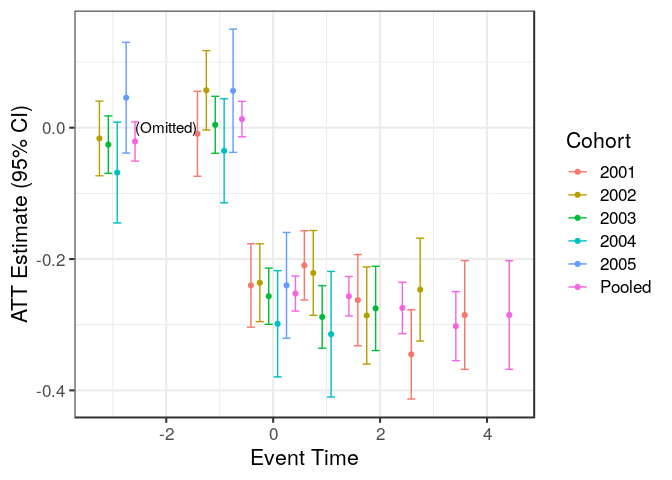 ATT Estimate (95% CI)
0.0
-0.2
-0.4
(Omitted)
-2
0
2
4
Event Time
Cohort
2001
2002
2003
2004
2005
Pooled